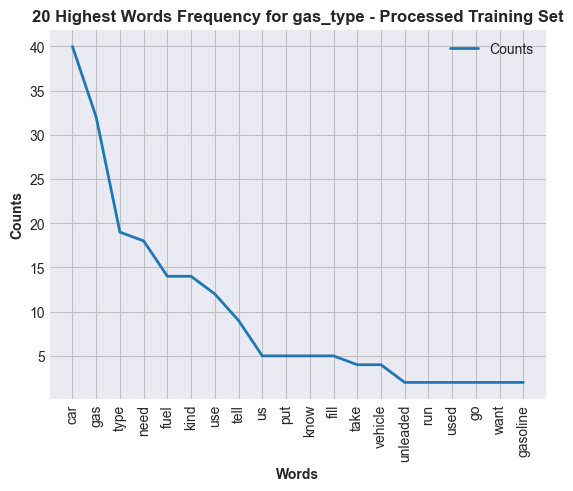 20 Highest Words Frequency for gas_type - Processed Training Set
Counts
40
35
30
25
20
15
10
5
Counts
car
gas
type
need
fuel
kind
use
tell
us
put
know
fill
take
vehicle
unleaded
run
used
go
want
gasoline
Words